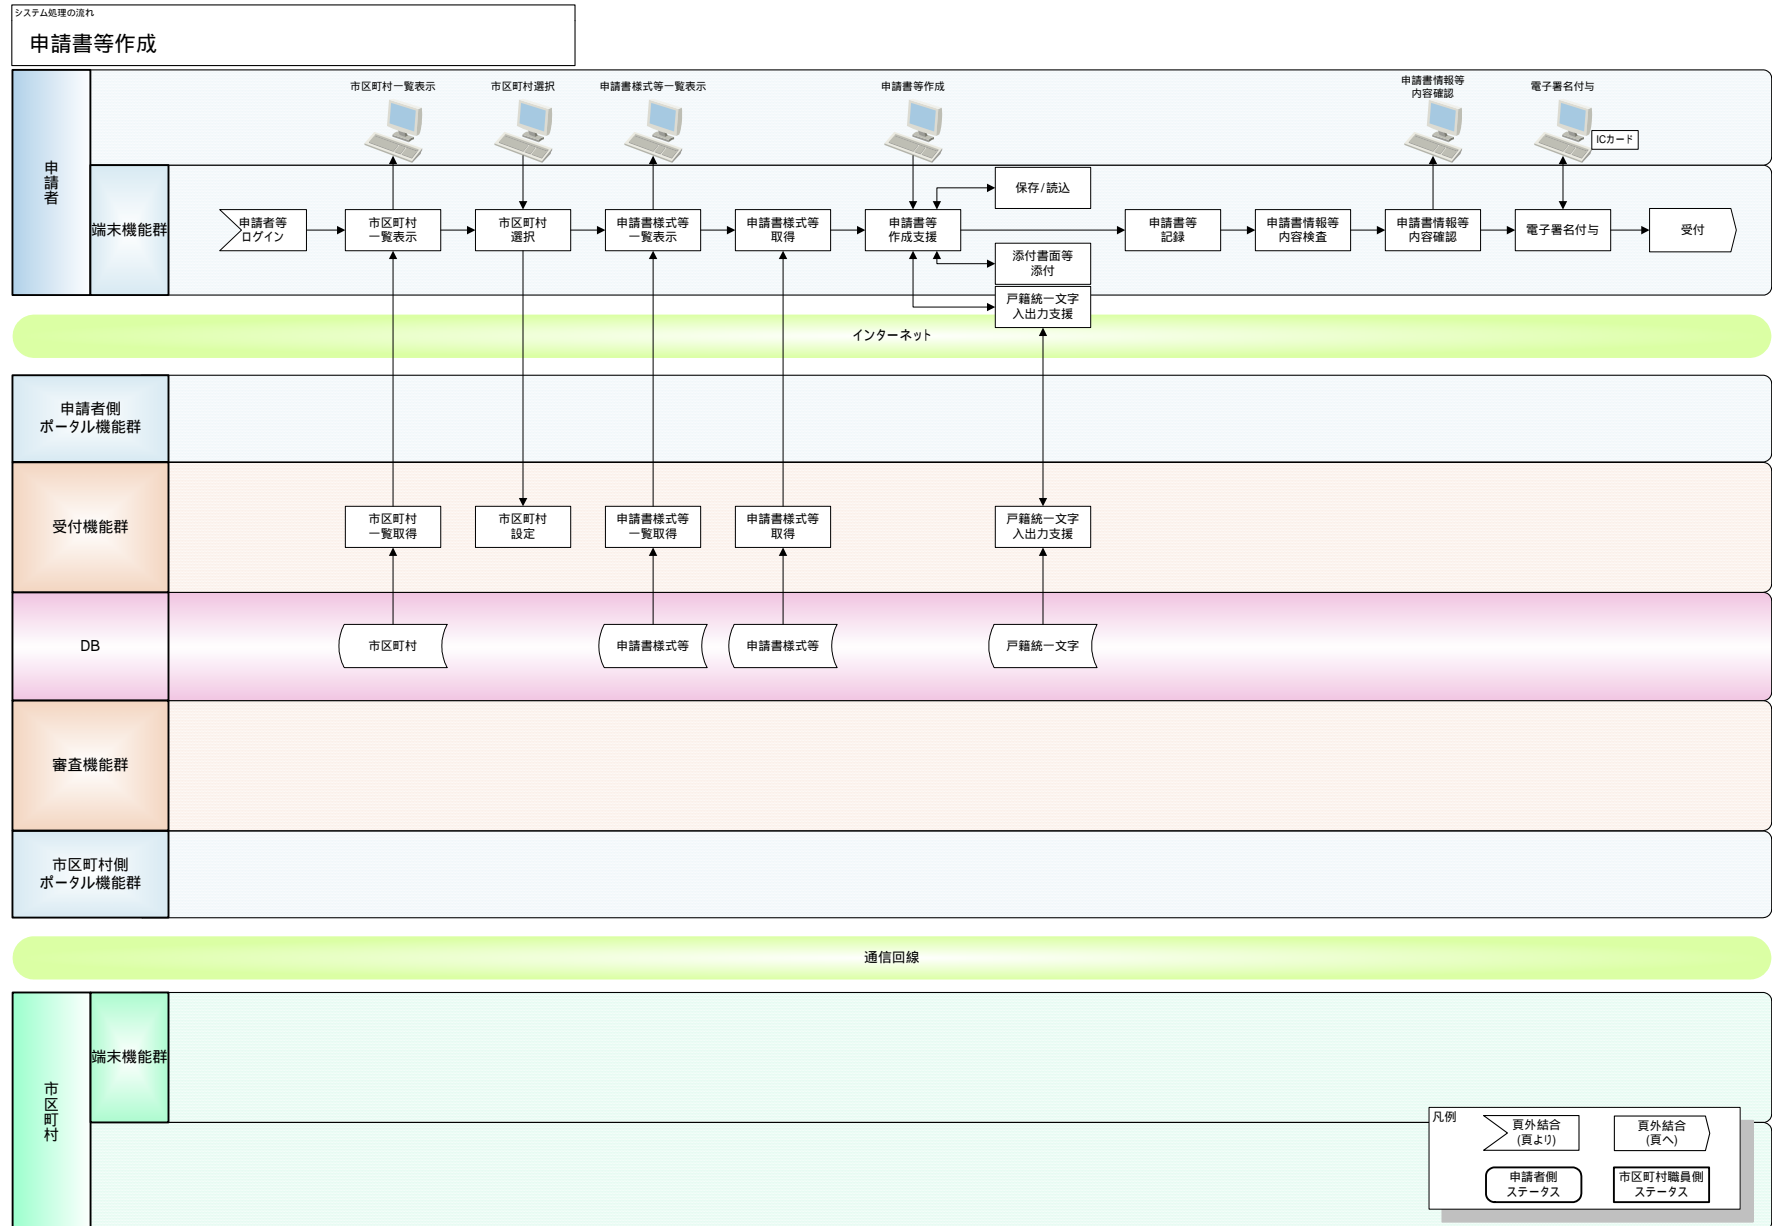 システム処理の流れ
申請書等作成
市区町村一覧表示
市区町村選択
申請書様式等一覧表示
申請書等作成
申請書情報等
内容確認
電子署名付与
ICカード
申請者
端末機能群
申請者等
ログイン
市区町村
一覧表示
市区町村
選択
申請書様式等
一覧表示
申請書様式等
取得
申請書等
作成支援
保存/読込
添付書面等
添付
戸籍統一文字
入出力支援
申請書等
記録
申請書情報等
内容検査
申請書情報等
内容確認
電子署名付与
受付
インターネット
申請者側
ポータル機能群
受付機能群
市区町村
一覧取得
市区町村
設定
申請書様式等
一覧取得
申請書様式等
取得
戸籍統一文字
入出力支援
DB
市区町村
申請書様式等
申請書様式等
戸籍統一文字
審査機能群
市区町村側
ポータル機能群
通信回線
市区町村
端末機能群
凡例
頁外結合
(頁より)
頁外結合
(頁へ)
申請者側
ステータス
市区町村職員側
ステータス